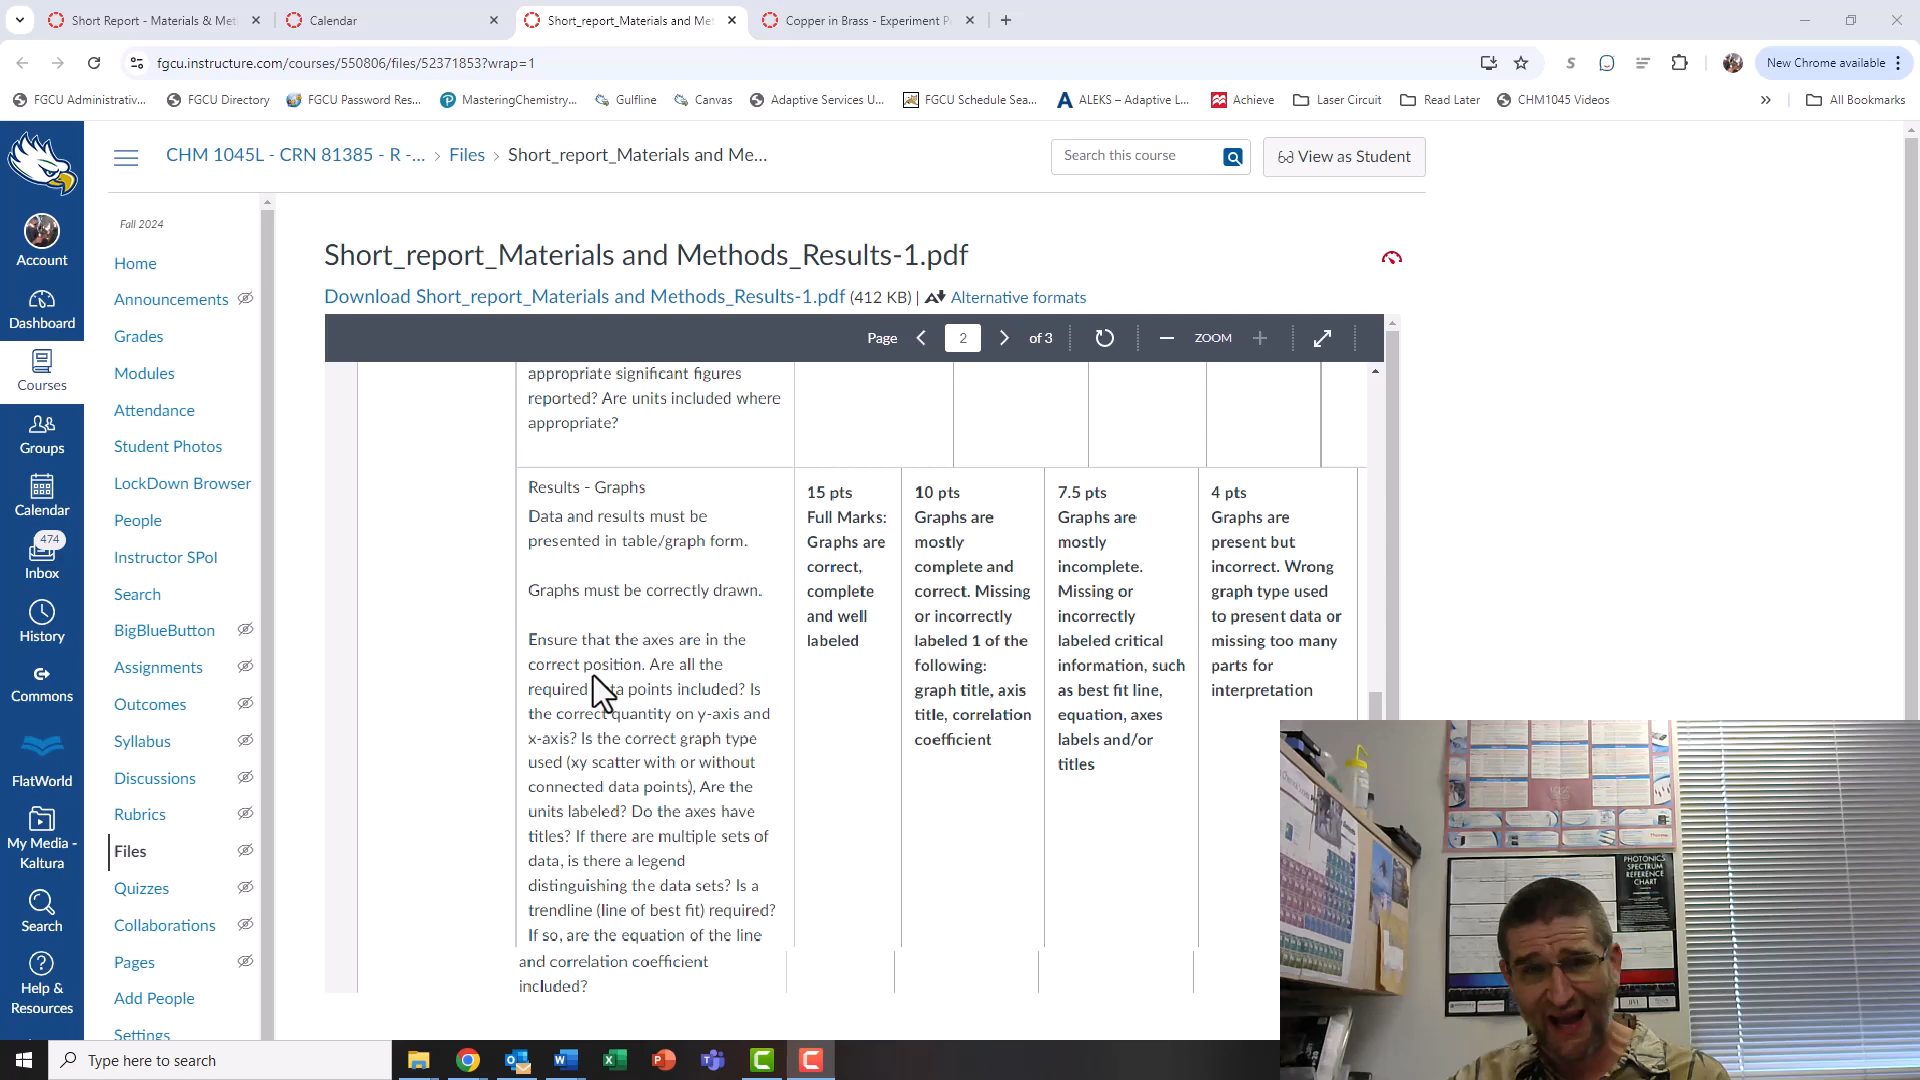 Short Report - Materials & Met
Calendar
Short_report_Materials and Met
Copper in Brass - Experiment P
fgcu.instructure.com/courses/550806/files/52371853?wrap=1
New Chrome available
FGCU Administrativ...
FGCU Directory
FGCU Password Res...
MasteringChemistry,...
Gulfline
Canvas
Adaptive Services U...
FGCU Schedule Sea...
ALEKS – Adaptive L...
Achieve
Laser Circuit
Read Later
CHM1045 Videos
»
All Bookmarks
CHM 1045L - CRN 81385 - R -... › Files › Short_report_Materials and Me...
Search this course
View as Student
Account
Dashboard
Courses
Groups
Calendar
474
Inbox
History
Commons
FlatWorld
My Media -
Kaltura
Search
Help &
Resources
Fall 2024
Home
Announcements
Grades
Modules
Attendance
Student Photos
LockDown Browser
People
Instructor SPoI
Search
BigBlueButton
Assignments
Outcomes
Syllabus
Discussions
Rubrics
Files
Quizzes
Collaborations
Pages
Add People
Settings
Short_report_Materials and Methods_Results-1.pdf
Download Short_report_Materials and Methods_Results-1.pdf (412 KB) | Alternative formats
Page 2 of 3
ZOOM
appropriate significant figures
reported? Are units included where
appropriate?
Results - Graphs
Data and results must be
presented in table/graph form.
Graphs must be correctly drawn.
Ensure that the axes are in the
correct position. Are all the
required ta points included? Is
the correct quantity on y-axis and
x-axis? Is the correct graph type
used (xy scatter with or without
connected data points), Are the
units labeled? Do the axes have
titles? If there are multiple sets of
data, is there a legend
distinguishing the data sets? Is a
trendline (line of best fit) required?
If so, are the equation of the line
and correlation coefficient
included?
15 pts
Full Marks:
Graphs are
correct,
complete
and well
labeled
10 pts
Graphs are
mostly
complete and
correct. Missing
or incorrectly
labeled 1 of the
following:
graph title, axis
title, correlation
coefficient
7.5 pts
Graphs are
mostly
incomplete.
Missing or
incorrectly
labeled critical
information, such
as best fit line,
equation, axes
labels and/or
titles
4 pts
Graphs are
present but
incorrect. Wrong
graph type used
to present data or
missing too many
parts for
interpretation
PHOTONICS
SPECTRUM
REFERENCE
CHART
Type here to search